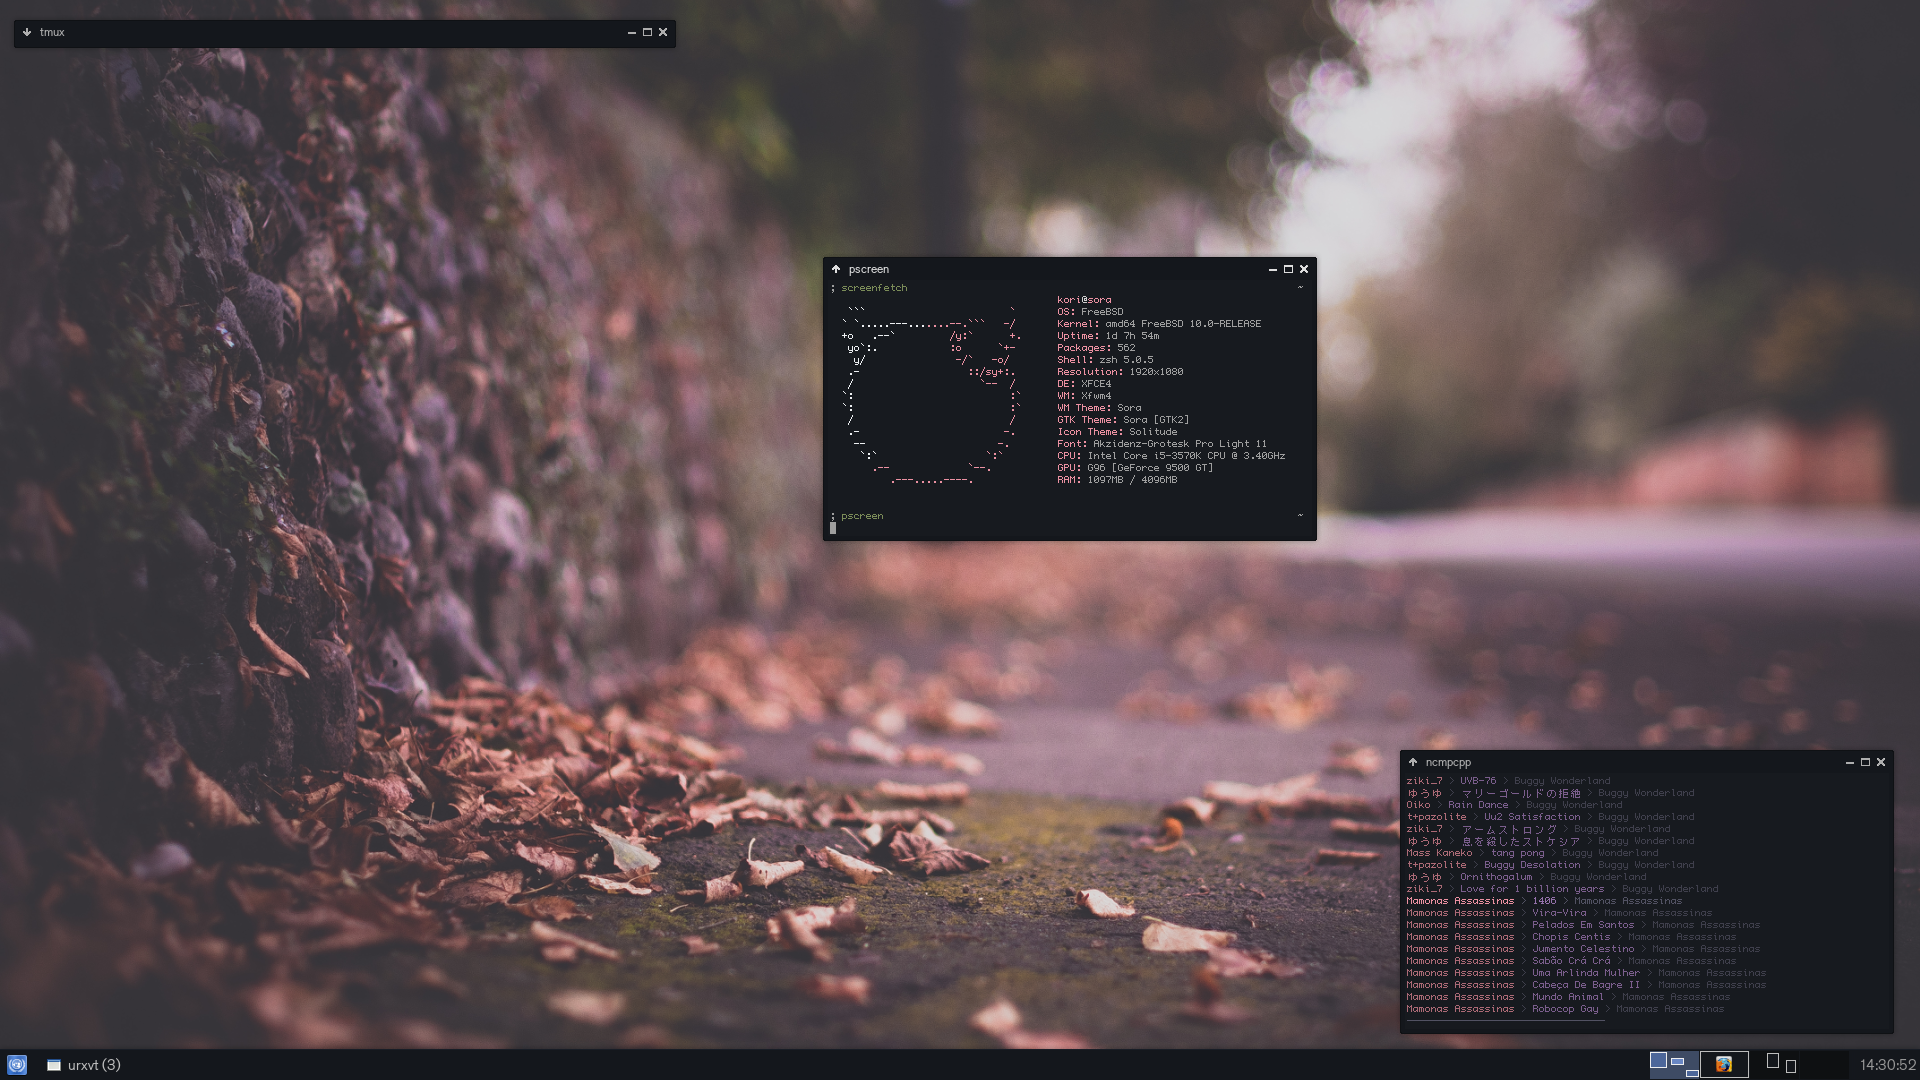 tmux
pscreen
; screenfetch ~
kori@sora
OS: FreeBSD
Kernel: amd64 FreeBSD 10.0-RELEASE
Uptime: 1d 7h 54m
Packages: 562
Shell: zsh 5.0.5
Resolution: 1920x1080
DE: XFCE4
WM: Xfwm4
WM Theme: Sora
GTK Theme: Sora [GTK2]
Icon Theme: Solitude
Font: Akzidenz-Grotesk Pro Light 11
CPU: Intel Core i5-3570K CPU @ 3.40GHz
GPU: G96 [GeForce 9500 GT]
RAM: 1097MB / 4096MB
; pscreen ~
ncmpcpp
ziki_7 > UVB-76 > Buggy Wonderland
ゆうゆ > マリーゴールドの拒絶 > Buggy Wonderland
Oiko > Rain Dance > Buggy Wonderland
t+pazolite > Uu2 Satisfaction > Buggy Wonderland
ziki_7 > アームストロング > Buggy Wonderland
ゆうゆ > 息を殺したストケシア > Buggy Wonderland
Mass Kaneko > tang pong > Buggy Wonderland
t+pazolite > Buggy Desolation > Buggy Wonderland
ゆうゆ > Ornithogalum > Buggy Wonderland
ziki_7 > Love for 1 billion years > Buggy Wonderland
Mamonas Assassinas > 1406 > Mamonas Assassinas
Mamonas Assassinas > Vira-Vira > Mamonas Assassinas
Mamonas Assassinas > Pelados Em Santos > Mamonas Assassinas
Mamonas Assassinas > Chopis Centis > Mamonas Assassinas
Mamonas Assassinas > Jumento Celestino > Mamonas Assassinas
Mamonas Assassinas > Sabão Crá Crá > Mamonas Assassinas
Mamonas Assassinas > Uma Arlinda Mulher > Mamonas Assassinas
Mamonas Assassinas > Cabeça De Bagre II > Mamonas Assassinas
Mamonas Assassinas > Mundo Animal > Mamonas Assassinas
Mamonas Assassinas > Robocop Gay > Mamonas Assassinas
urxvt (3)
14:30:52